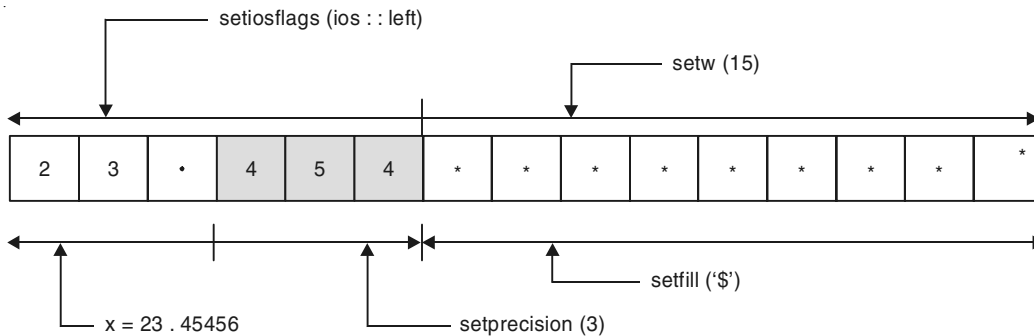 setiosflags (ios : : left)
setw (15)
2 3 • 4 5 4 * * * * * * * * *
setfill (‘$’)
x = 23 . 45456
setprecision (3)